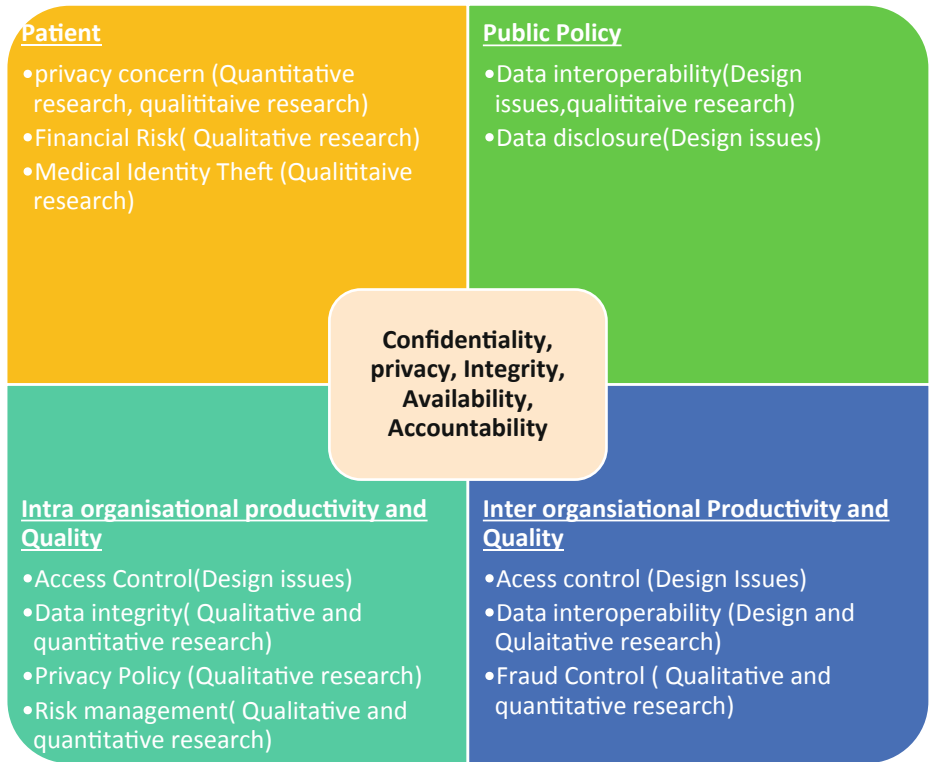 Patient
•privacy concern (Quantitative
research, qualititaive research)
•Financial Risk( Qualitative research)
•Medical Identity Theft (Qualititaive
research)
Public Policy
•Data interoperability(Design
issues,qualititaive research)
•Data disclosure(Design issues)
Confidentiality,
privacy, Integrity,
Availability,
Accountability
Intra organisational productivity and
Quality
•Access Control(Design issues)
•Data integrity( Qualitative and
quantitative research)
•Privacy Policy (Qualitative research)
•Risk management( Qualitative and
quantitative research)
Inter organsiational Productivity and
Quality
•Acess control (Design Issues)
•Data interoperability (Design and
Qulaitative research)
•Fraud Control ( Qualitative and
quantitative research)